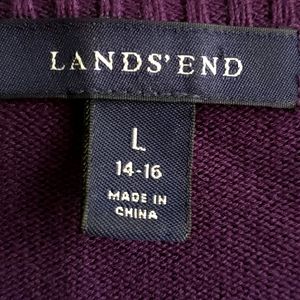 LANDS' END
L
14-16
MADE IN
CHINA